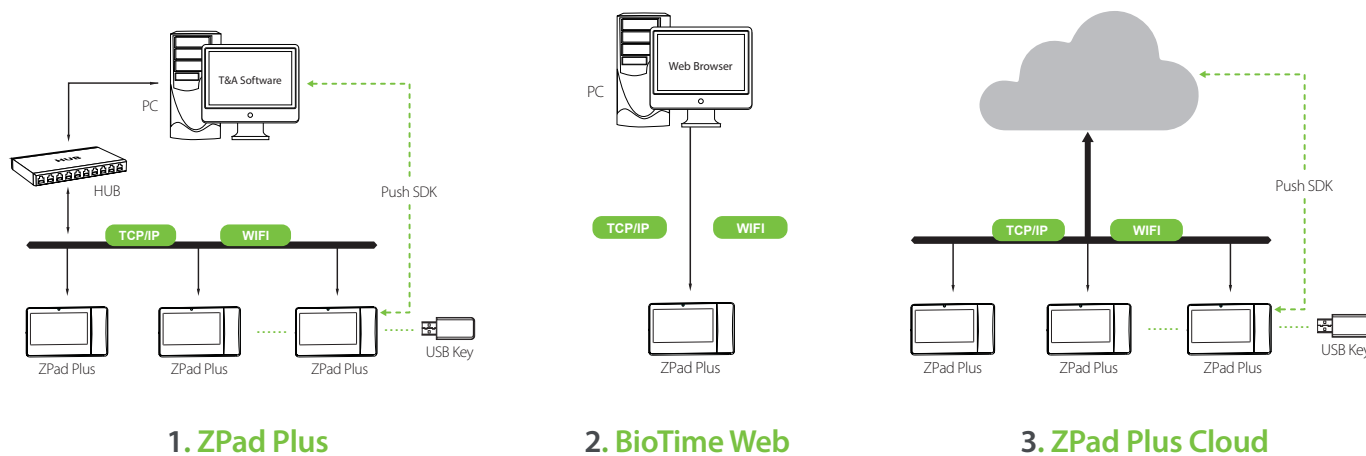 T&A Software
PC
HUB
HUB
Push SDK
TCP/IP
WIFI
ZPad Plus
ZPad Plus
ZPad Plus
USB Key
1. ZPad Plus
Web Browser
PC
TCP/IP
WIFI
ZPad Plus
2. BioTime Web
Push SDK
TCP/IP
WIFI
ZPad Plus
ZPad Plus
ZPad Plus
USB Key
3. ZPad Plus Cloud